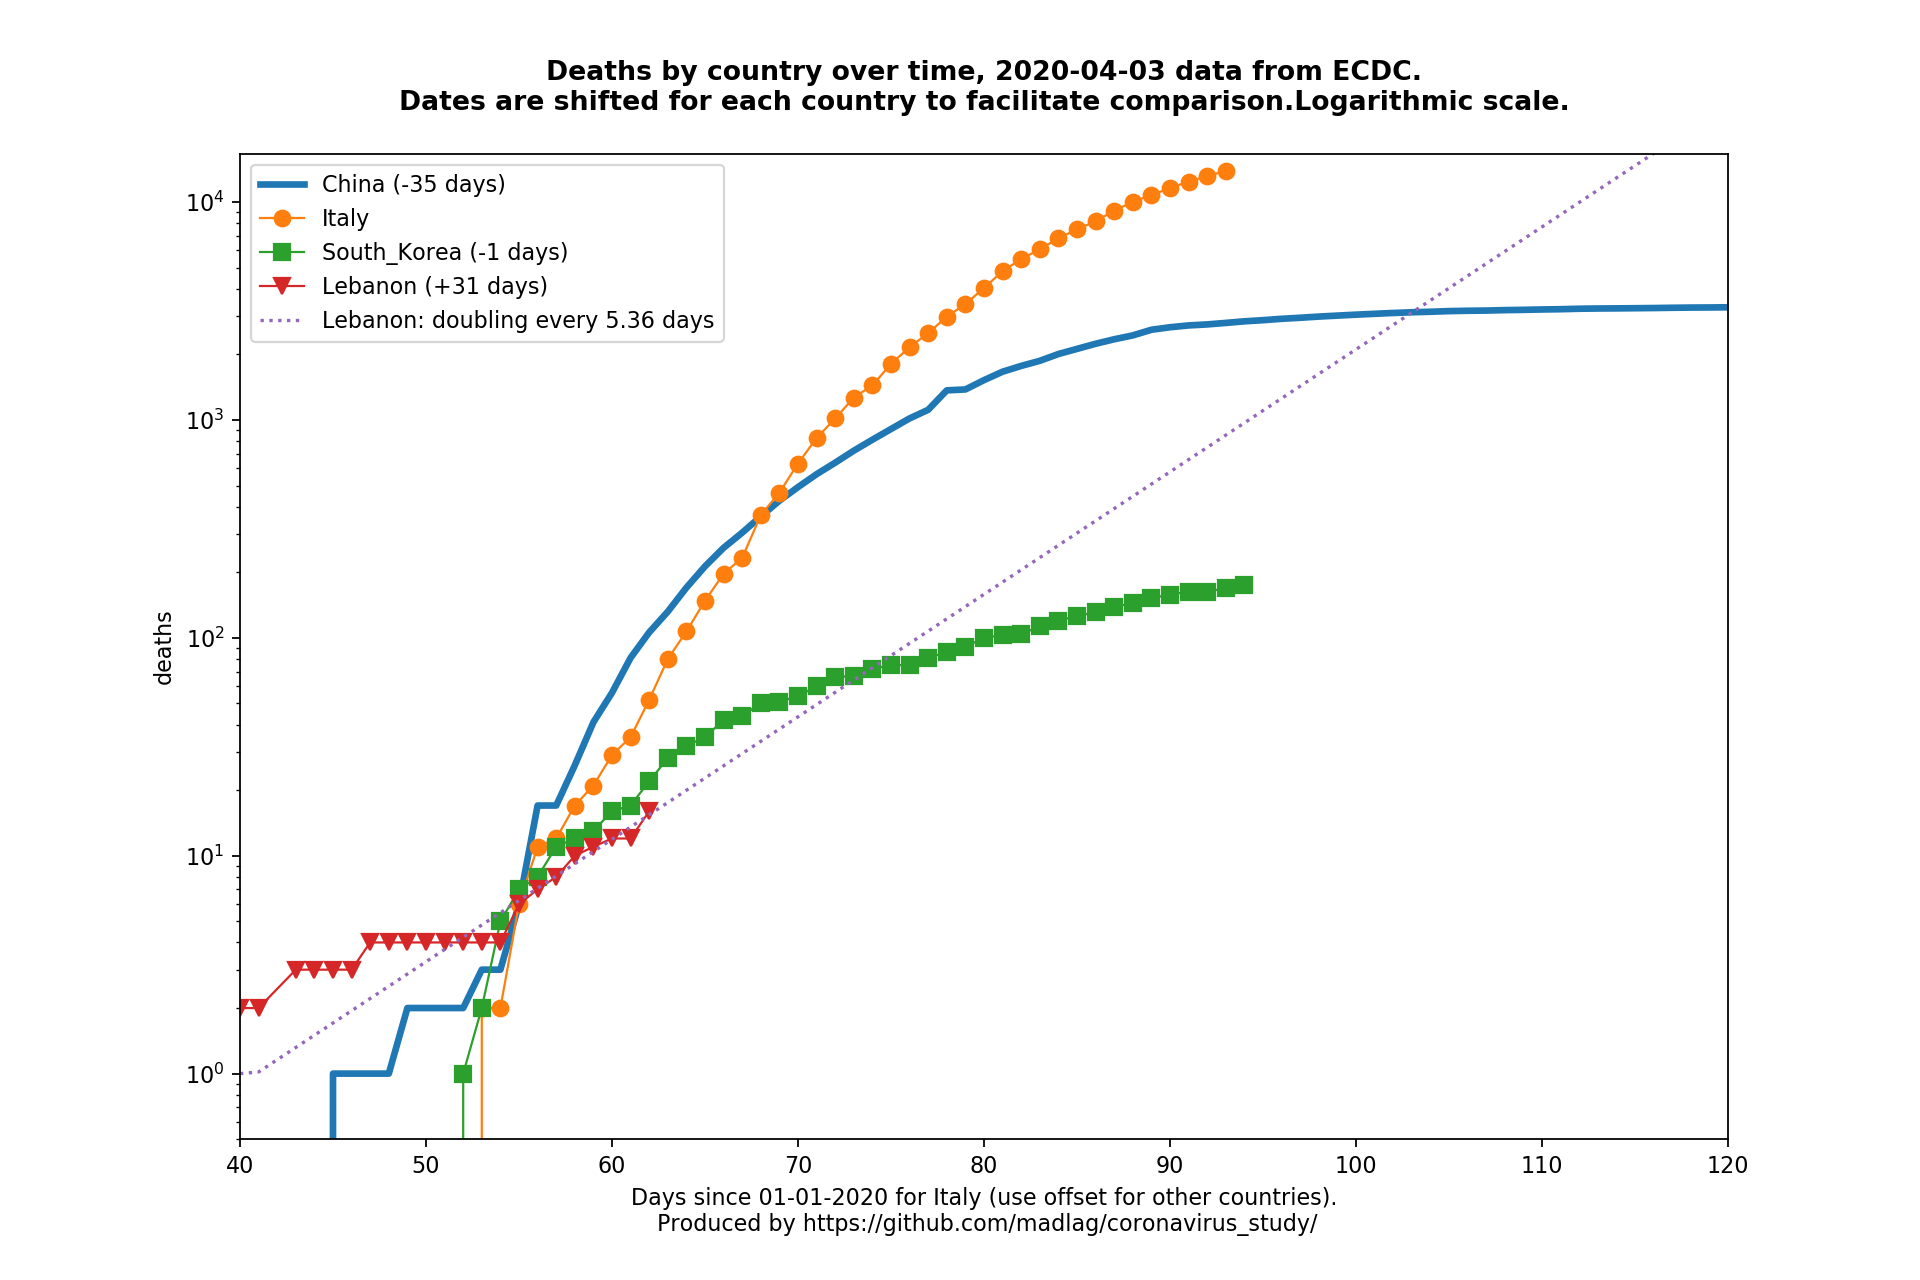 Deaths by country over time, 2020-04-03 data from ECDC.
Dates are shifted for each country to facilitate comparison.Logarithmic scale.
China (-35 days)
Italy
South_Korea (-1 days)
Lebanon (+31 days)
Lebanon: doubling every 5.36 days
deaths
10⁴
10³
10²
10¹
10⁰
40 50 60 70 80 90 100 110 120
Days since 01-01-2020 for Italy (use offset for other countries).
Produced by https://github.com/madlag/coronavirus_study/